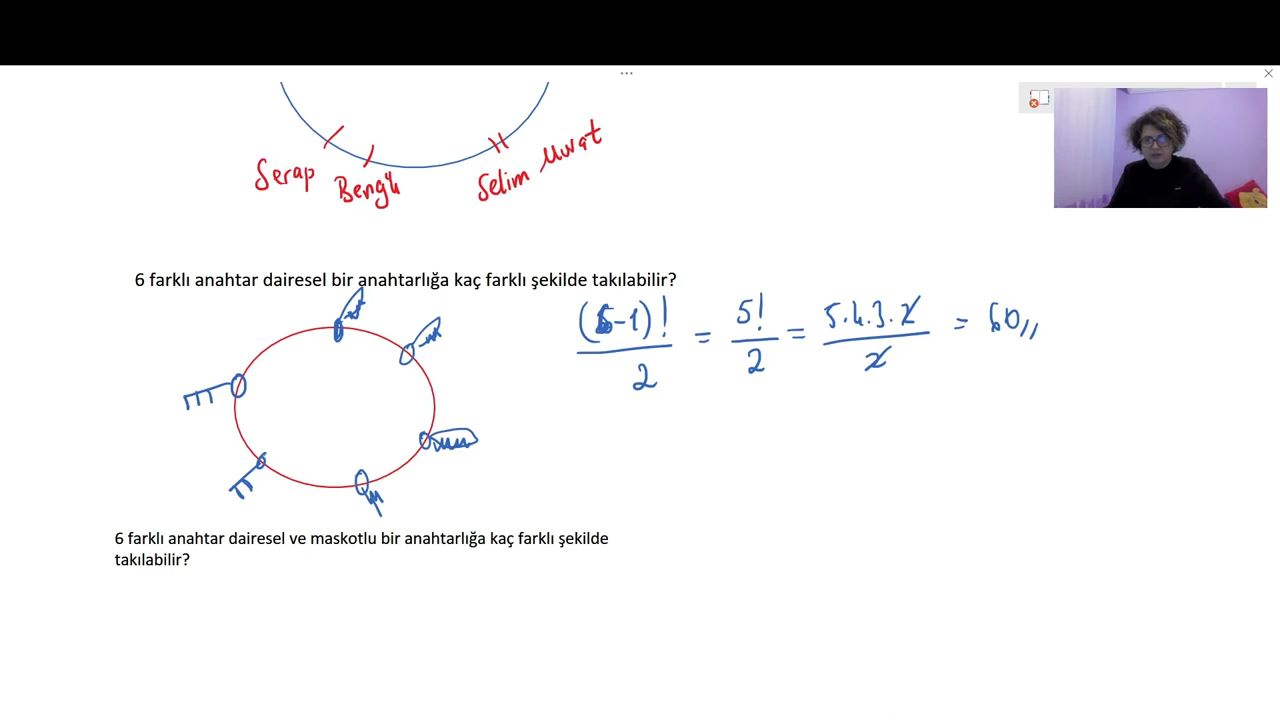 Serap Bengü Selim Murat
6 farklı anahtar dairesel bir anahtarlığa kaç farklı şekilde takılabilir?
(6-1)!/2 = 5!/2 = 5.4.3.2/2 = 60,,
6 farklı anahtar dairesel ve maskotlu bir anahtarlığa kaç farklı şekilde
takılabilir?